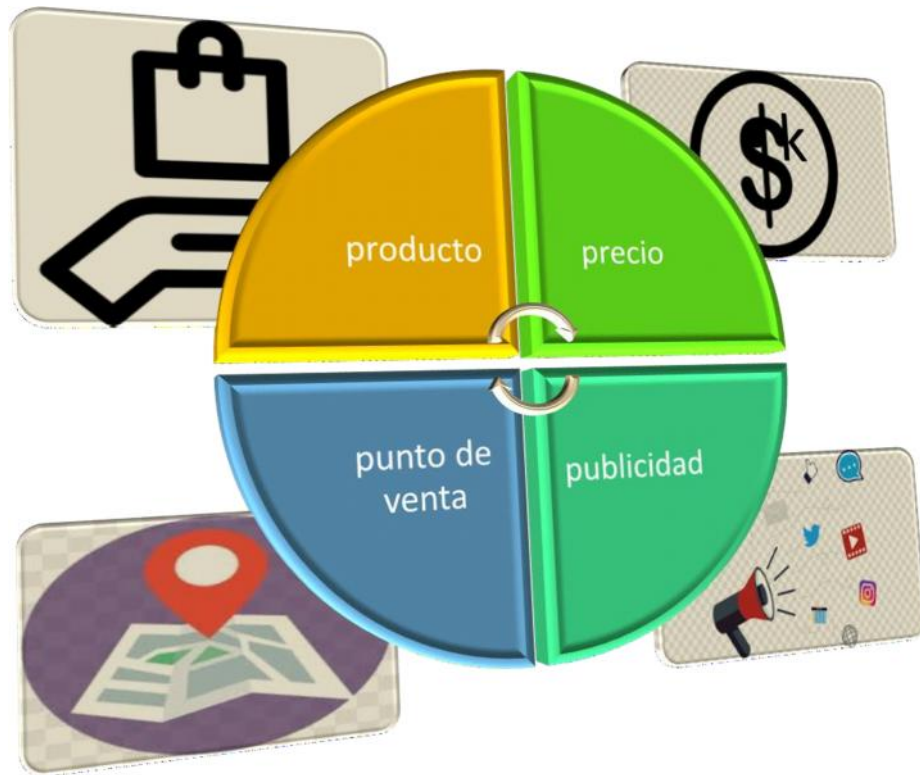 producto
precio
punto de
venta
publicidad
$
k